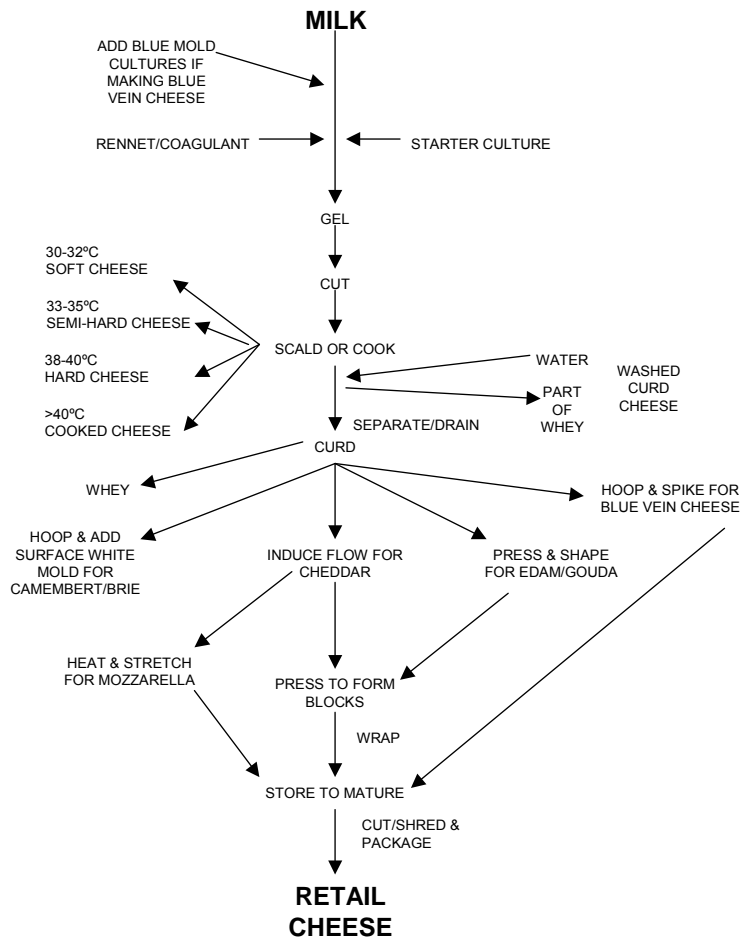 MILK
ADD BLUE MOLD
CULTURES IF
MAKING BLUE
VEIN CHEESE
RENNET/COAGULANT
STARTER CULTURE
GEL
CUT
30-32ºC
SOFT CHEESE
33-35ºC
SEMI-HARD CHEESE
38-40ºC
HARD CHEESE
>40ºC
COOKED CHEESE
SCALD OR COOK
WATER
PART
OF
WHEY
WASHED
CURD
CHEESE
SEPARATE/DRAIN
CURD
WHEY
HOOP & SPIKE FOR
BLUE VEIN CHEESE
HOOP & ADD
SURFACE WHITE
MOLD FOR
CAMEMBERT/BRIE
INDUCE FLOW FOR
CHEDDAR
PRESS & SHAPE
FOR EDAM/GOUDA
HEAT & STRETCH
FOR MOZZARELLA
PRESS TO FORM
BLOCKS
WRAP
STORE TO MATURE
CUT/SHRED &
PACKAGE
RETAIL
CHEESE